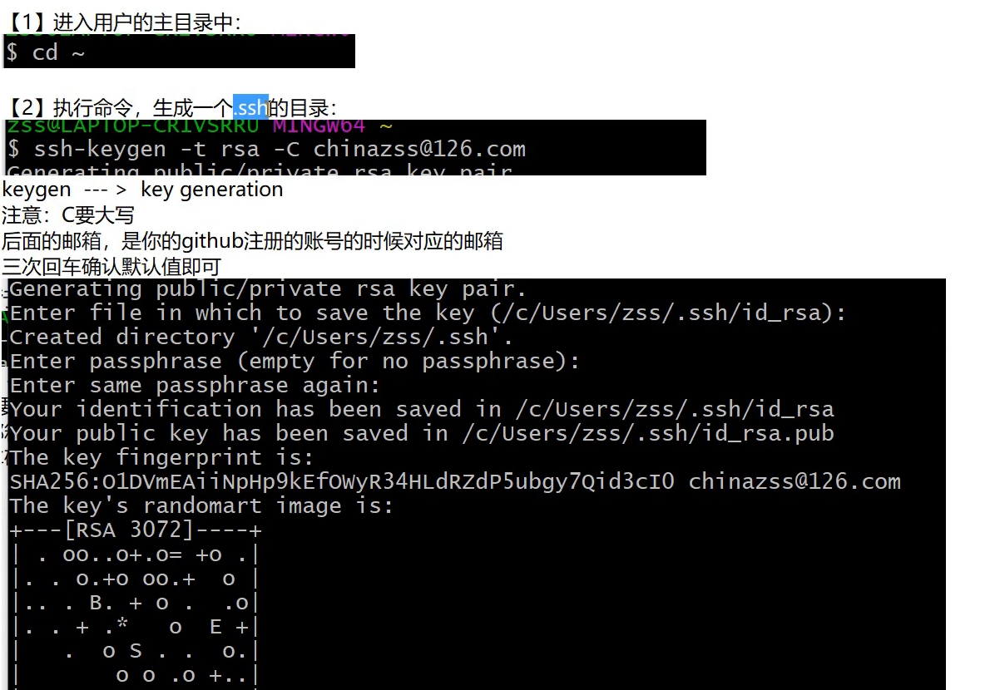 【1】进入用户的主目录中：
$ cd ~
【2】执行命令，生成一个.ssh的目录：
zss@LAPTOP-CRIVSRRU MINGW64 ~
$ ssh-keygen -t rsa -C chinazss@126.com
Generating public/private rsa key pair.
keygen --- > key generation
注意：C要大写
后面的邮箱，是你的github注册的账号的时候对应的邮箱
三次回车确认默认值即可
Generating public/private rsa key pair.
Enter file in which to save the key (/c/Users/zss/.ssh/id_rsa):
Created directory '/c/Users/zss/.ssh'.
Enter passphrase (empty for no passphrase):
Enter same passphrase again:
Your identification has been saved in /c/Users/zss/.ssh/id_rsa
Your public key has been saved in /c/Users/zss/.ssh/id_rsa.pub
The key fingerprint is:
SHA256:O1DVmEAiiNpHp9kEfOWyR34HLdRZdP5ubgy7Qid3cI0 chinazss@126.com
The key's randomart image is:
+---[RSA 3072]----+
| . oo..o+.o= +o .|
|. . o.+o oo.+  o |
|.. . B. + o .  .o|
|. . + .*   o  E +|
|   .  o S . .  o.|
|       o o .o +..|